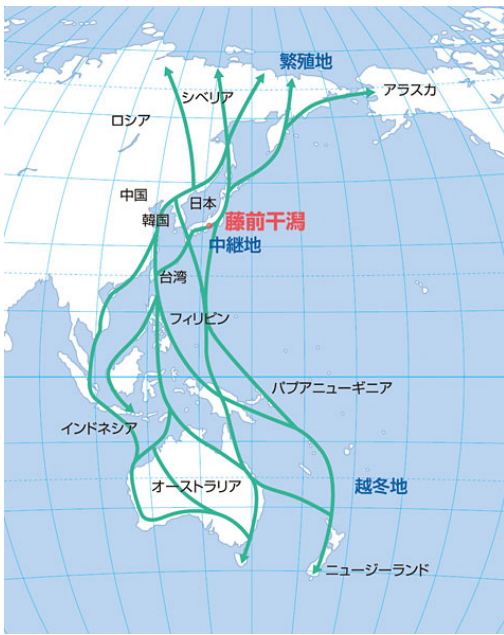 繁殖地
アラスカ
シベリア
ロシア
中国
日本
韓国
藤前干潟
中継地
台湾
フィリピン
パプアニューギニア
インドネシア
オーストラリア
越冬地
ニュージーランド